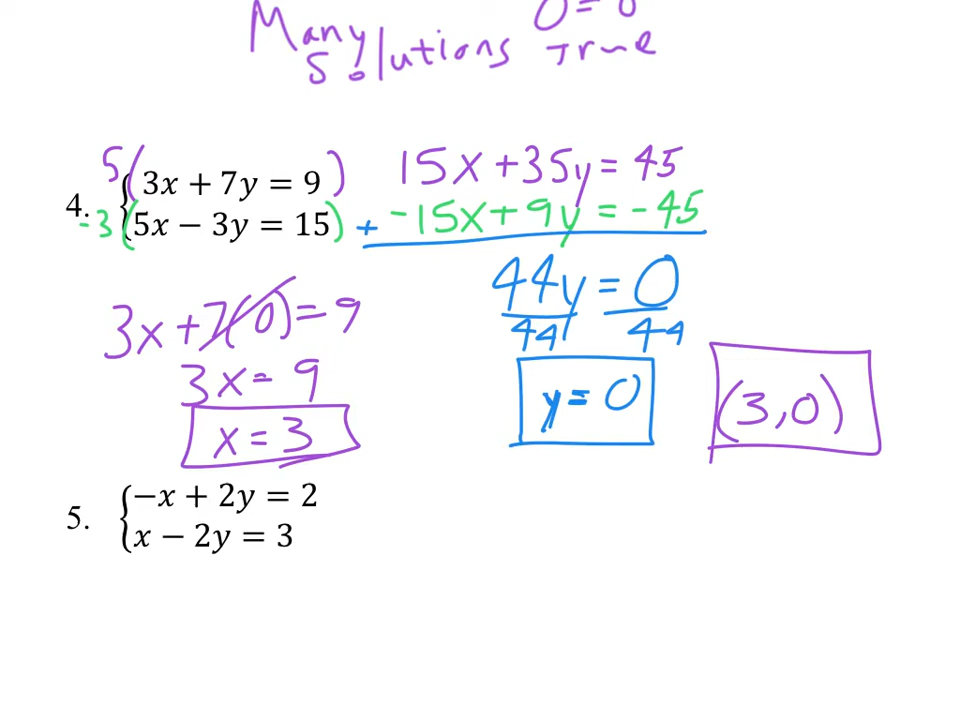 Many 0 = 0
Solutions True
4. 5( 3x + 7y = 9 ) 15x + 35y = 45
-3( 5x − 3y = 15 ) + -15x + 9y = -45
44y = 0
44 44
3x + 7(0) = 9
3x = 9
x = 3
y = 0
(3,0)
5. −x + 2y = 2
x − 2y = 3